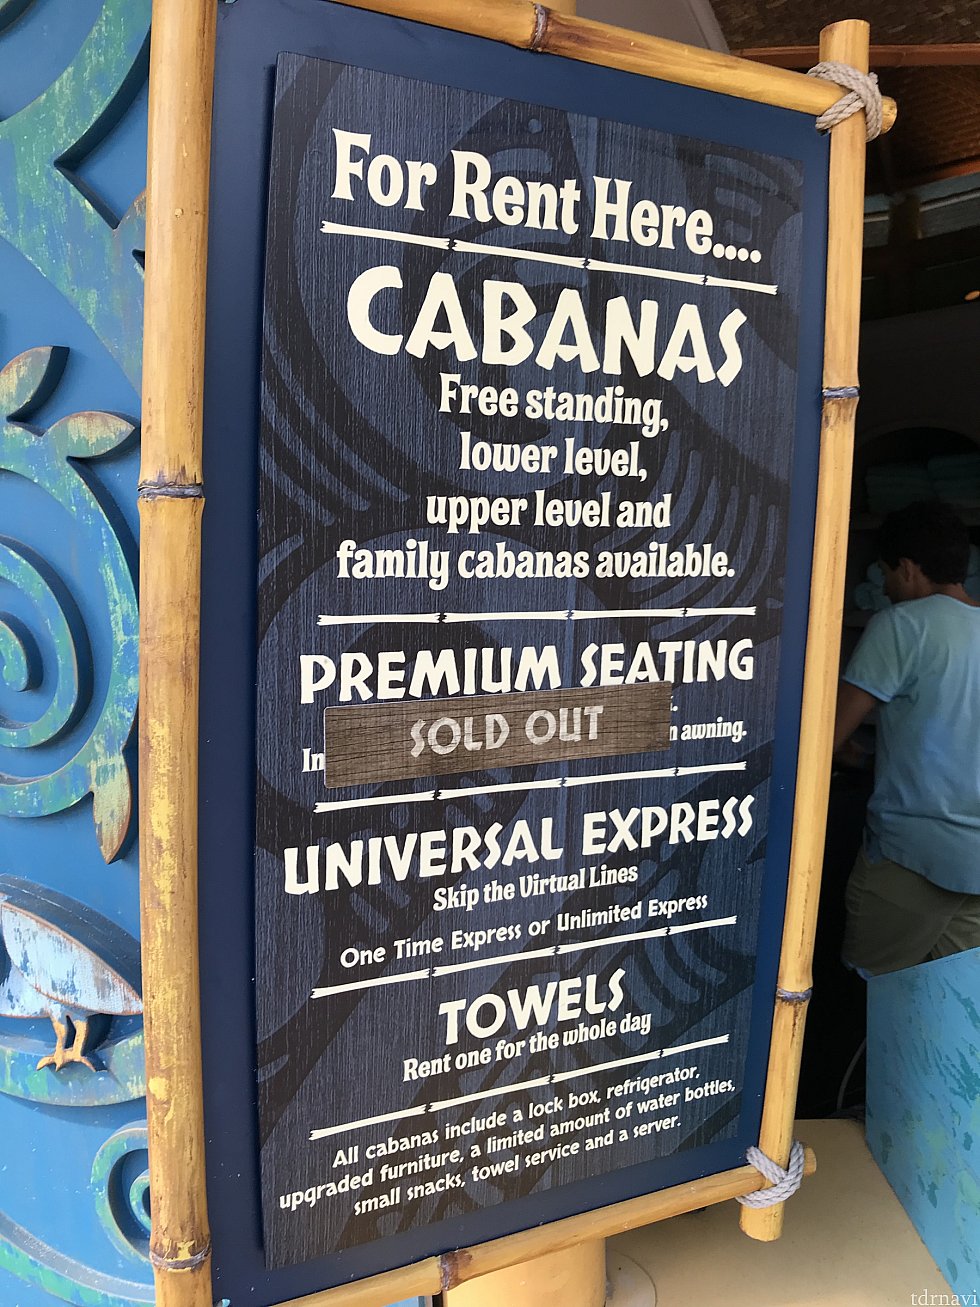 For Rent Here....
CABANAS
Free standing,
lower level,
upper level and
family cabanas available.
PREMIUM SEATING
SOLD OUT
In
awning.
UNIVERSAL EXPRESS
Skip the Virtual Lines
One Time Express or Unlimited Express
TOWELS
Rent one for the whole day
All cabanas include a lock box, refrigerator,
upgraded furniture, a limited amount of water bottles,
small snacks, towel service and a server.
tdrnavi